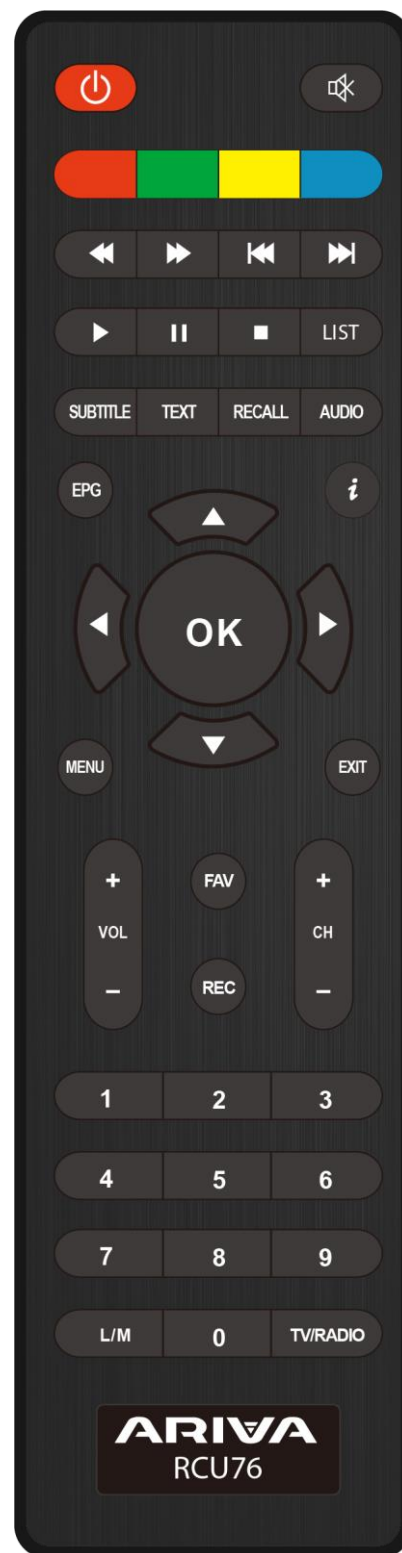 LIST
SUBTITLE TEXT RECALL AUDIO
EPG i
OK
MENU EXIT
+ FAV +
VOL CH
- REC -
1 2 3
4 5 6
7 8 9
L/M 0 TV/RADIO
ARIVA
RCU76